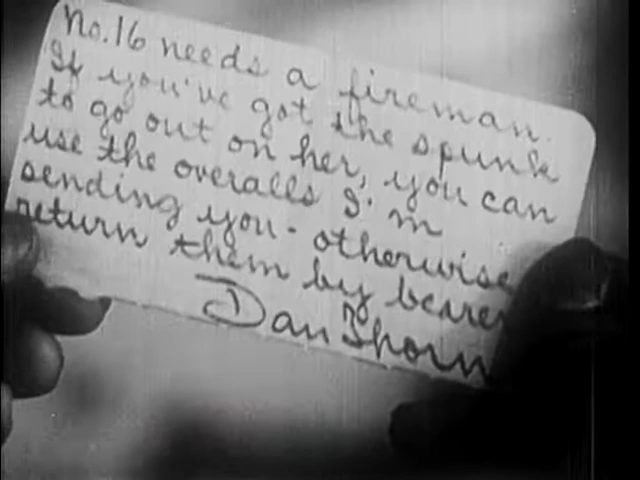 No.16 needs a fireman.
If you've got the spunk
to go out on her, you can
use the overalls I'm
sending you - otherwise
return them by bearer
Dan Thorn